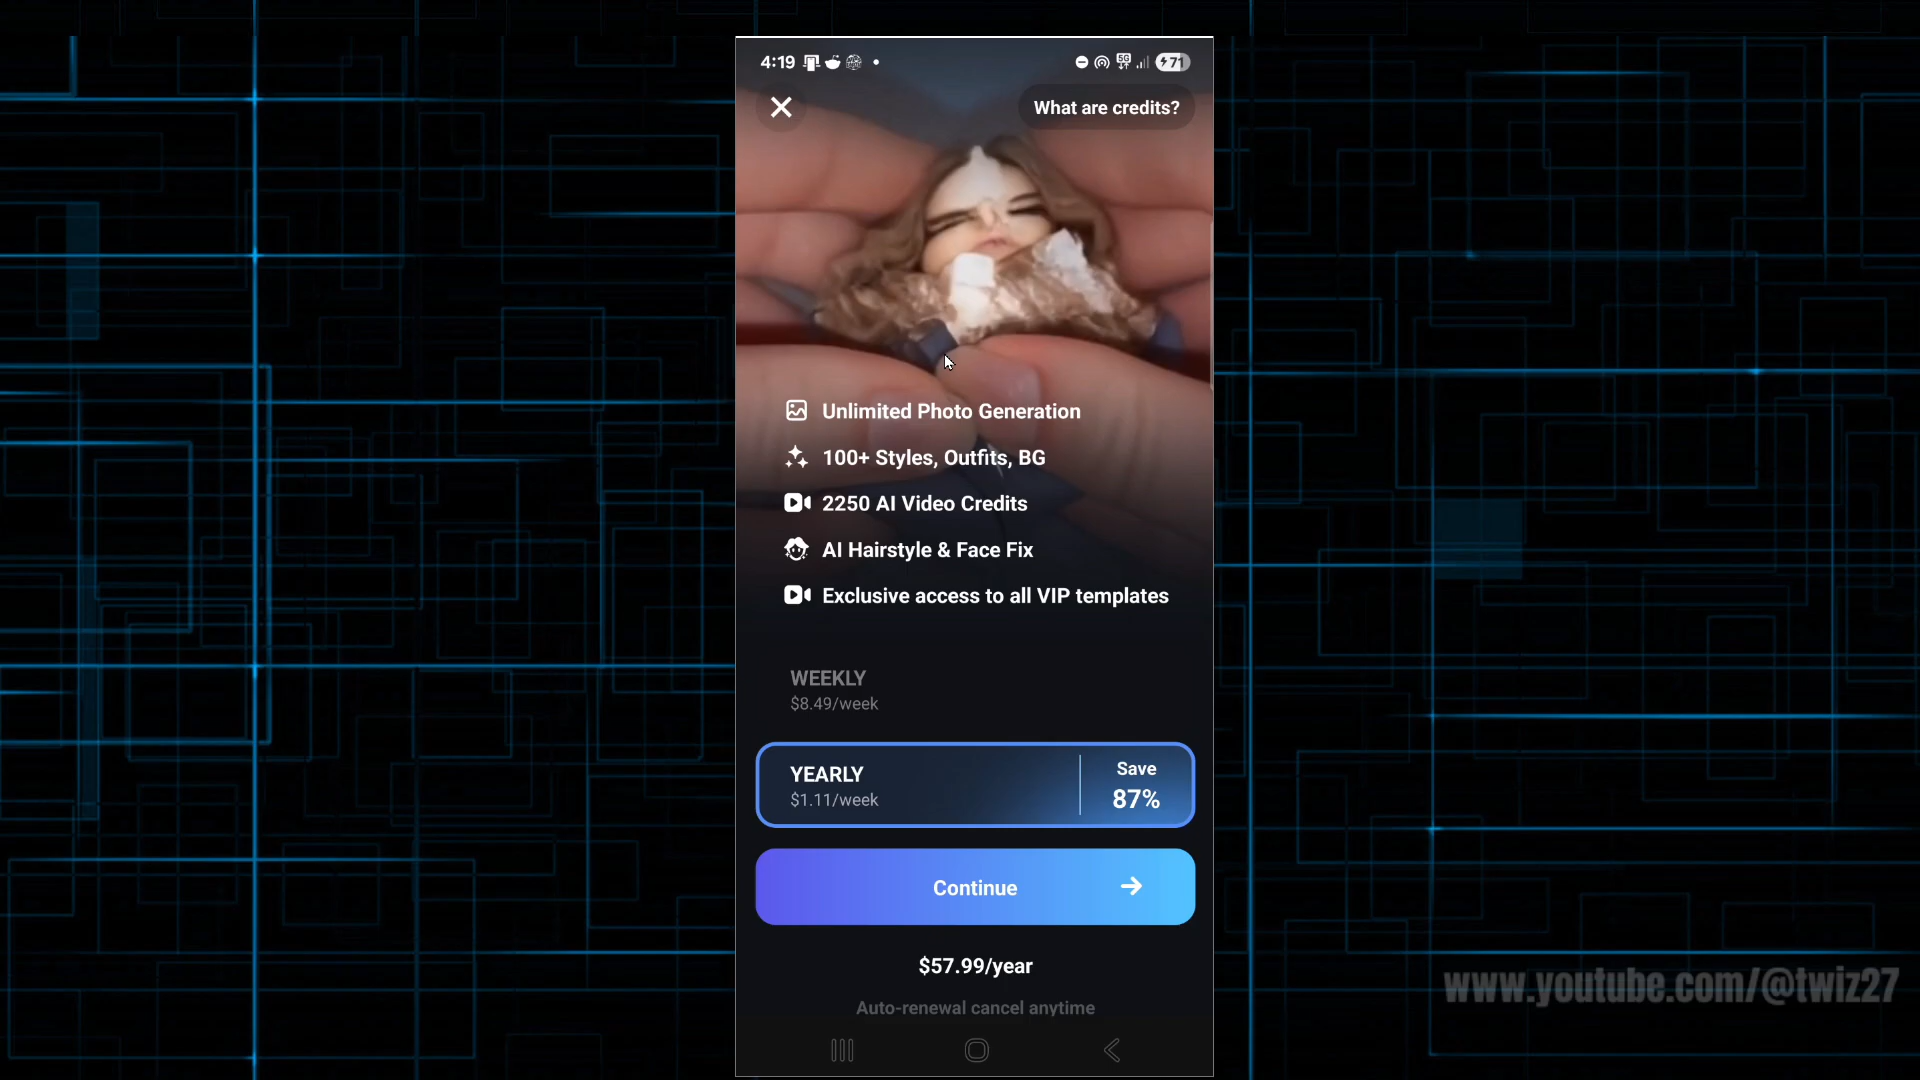 4:19
5G
71
What are credits?
Unlimited Photo Generation
100+ Styles, Outfits, BG
2250 AI Video Credits
AI Hairstyle & Face Fix
Exclusive access to all VIP templates
WEEKLY
$8.49/week
YEARLY
$1.11/week
Save
87%
Continue
$57.99/year
Auto-renewal cancel anytime
www.youtube.com/@twiz27